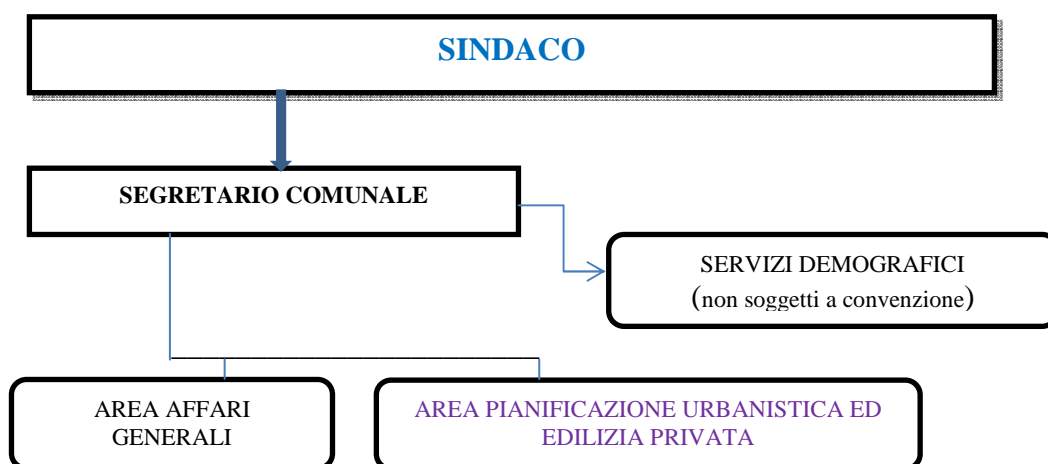 SINDACO
SEGRETARIO COMUNALE
SERVIZI DEMOGRAFICI
(non soggetti a convenzione)
AREA AFFARI
GENERALI
AREA PIANIFICAZIONE URBANISTICA ED
EDILIZIA PRIVATA